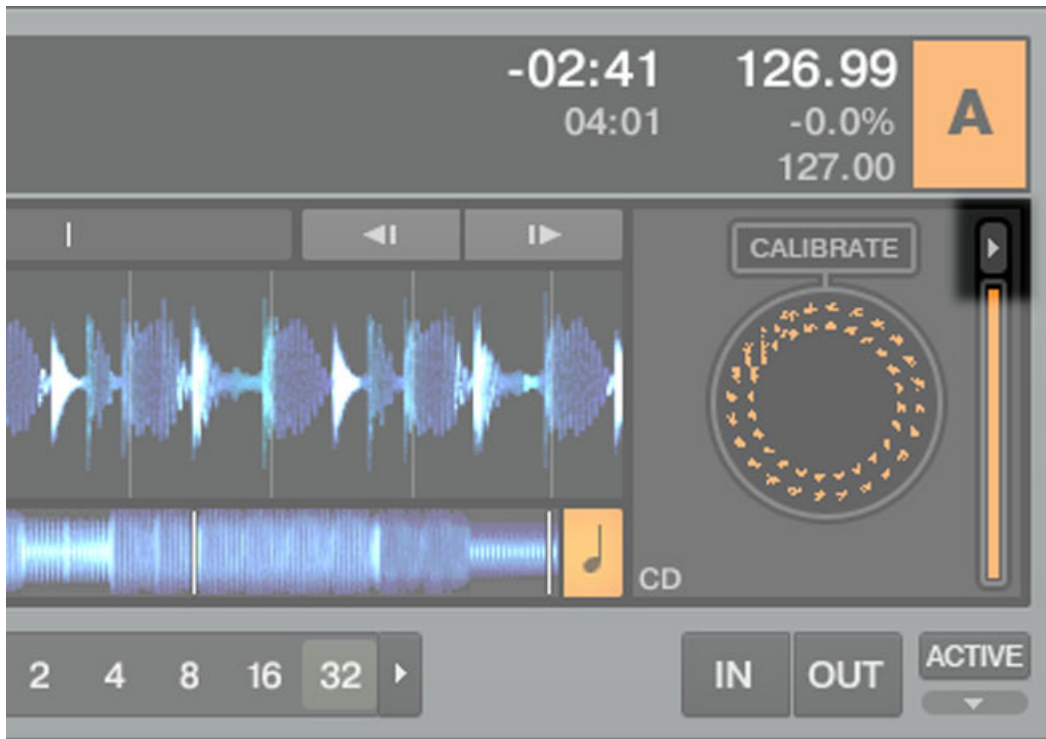 -02:41 126.99 A
04:01 -0.0%
127.00
CALIBRATE
CD
2 4 8 16 32 IN OUT ACTIVE